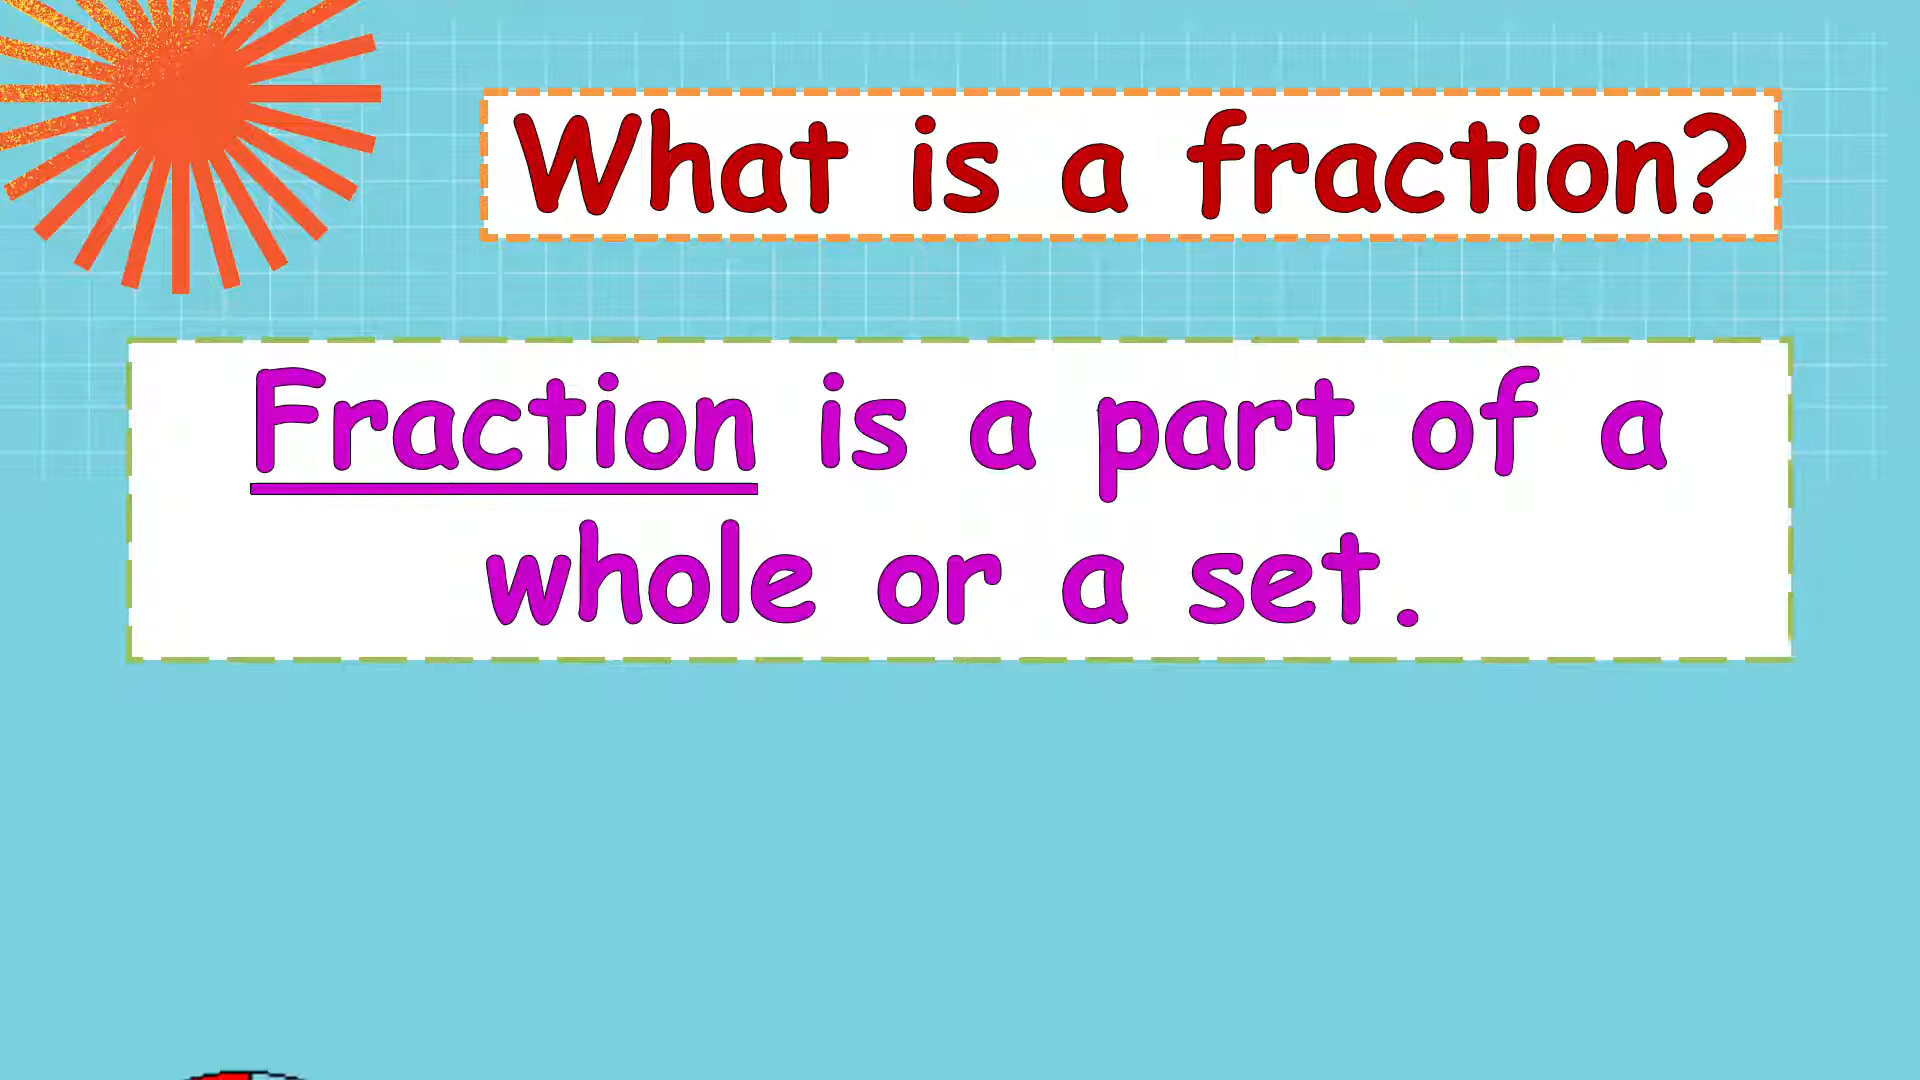 What is a fraction?
Fraction is a part of a
whole or a set.